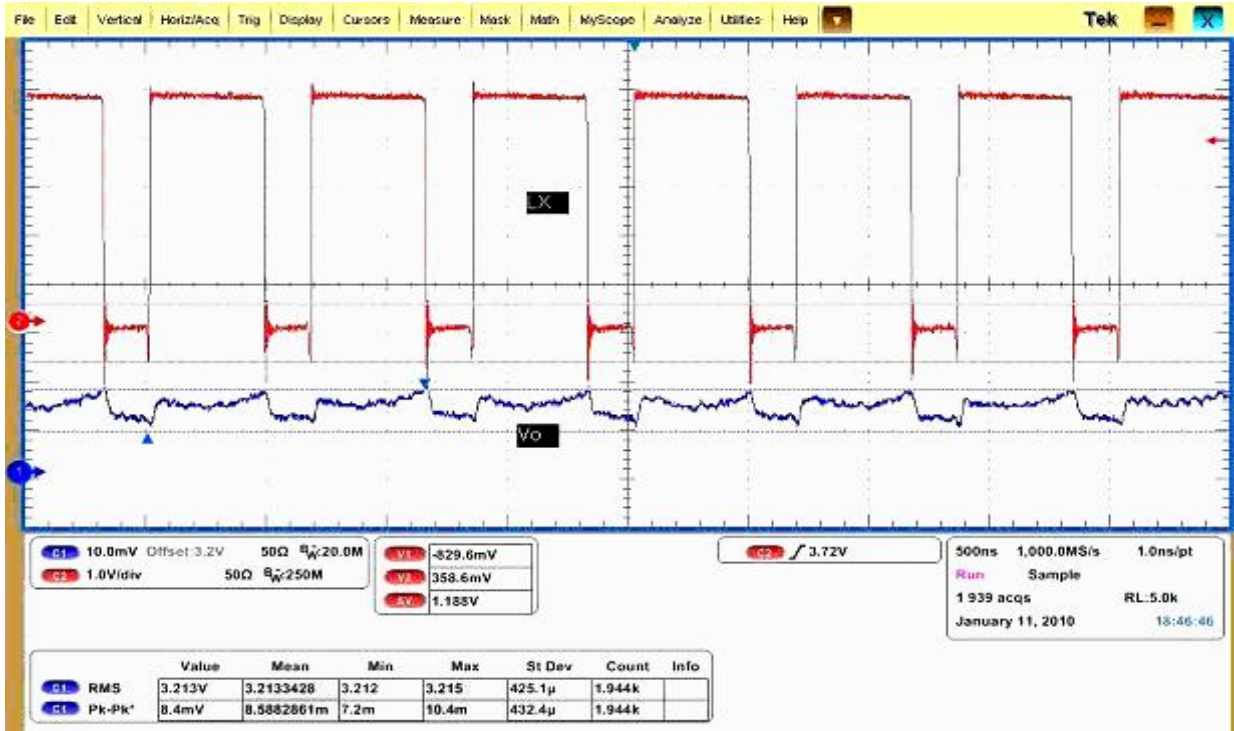 File Edit Vertical Horiz/Acq Trig Display Cursors Measure Mask Math MyScope Analyze Utilities Help Tek X
LX
2
Vo
1
C1 10.0mV Offset:3.2V 50Ω BW:20.0M
C2 1.0V/div 50Ω BW:250M
V1 -829.6mV
V2 358.6mV
ΔV 1.188V
C2 / 3.72V
500ns 1,000.0MS/s 1.0ns/pt
Run Sample
1 939 acqs RL:5.0k
January 11, 2010 18:46:46
Value Mean Min Max St Dev Count Info
C1 RMS 3.213V 3.2133428 3.212 3.215 425.1µ 1.944k
C1 Pk-Pk* 8.4mV 8.5882861m 7.2m 10.4m 432.4µ 1.944k